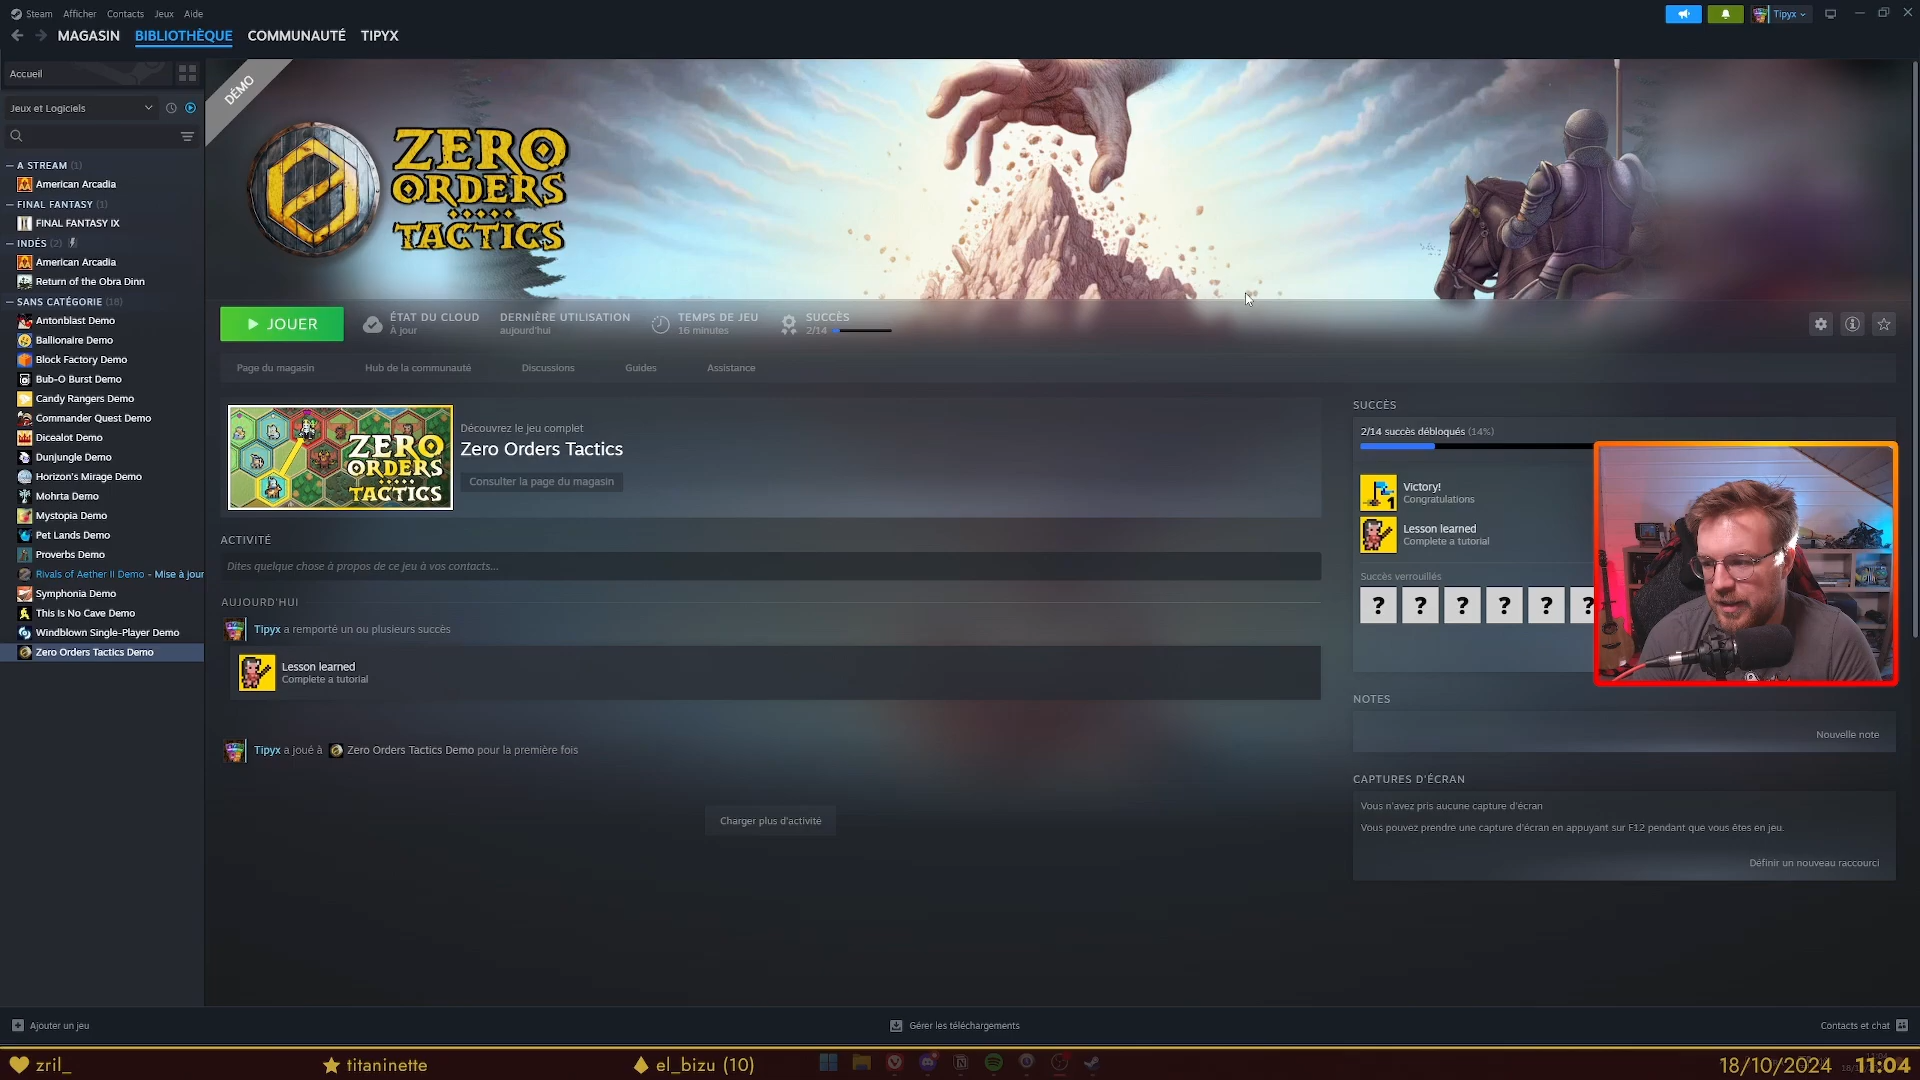 Steam Afficher Contacts Jeux Aide
Tipyx
MAGASIN BIBLIOTHÈQUE COMMUNAUTÉ TIPYX
Accueil
Jeux et Logiciels
A STREAM (1)
American Arcadia
FINAL FANTASY (1)
FINAL FANTASY IX
INDÉS (2)
American Arcadia
Return of the Obra Dinn
SANS CATÉGORIE (18)
Antonblast Demo
Ballionaire Demo
Block Factory Demo
Bub-O Burst Demo
Candy Rangers Demo
Commander Quest Demo
Dicealot Demo
Dunjungle Demo
Horizon's Mirage Demo
Mohrta Demo
Mystopia Demo
Pet Lands Demo
Proverbs Demo
Rivals of Aether II Demo - Mise à jour
Symphonia Demo
This Is No Cave Demo
Windblown Single-Player Demo
Zero Orders Tactics Demo
DÉMO
ZERO
ORDERS
TACTICS
JOUER
ÉTAT DU CLOUD
À jour
DERNIÈRE UTILISATION
aujourd'hui
TEMPS DE JEU
16 minutes
SUCCÈS
2/14
Page du magasin Hub de la communauté Discussions Guides Assistance
ZERO
ORDERS
TACTICS
Découvrez le jeu complet
Zero Orders Tactics
Consulter la page du magasin
ACTIVITÉ
Dites quelque chose à propos de ce jeu à vos contacts...
AUJOURD'HUI
Tipyx a remporté un ou plusieurs succès
Lesson learned
Complete a tutorial
Tipyx a joué à Zero Orders Tactics Demo pour la première fois
Charger plus d'activité
SUCCÈS
2/14 succès débloqués (14%)
1
Victory!
Congratulations
Lesson learned
Complete a tutorial
Succès verrouillés
? ? ? ? ? ?
NOTES
Nouvelle note
CAPTURES D'ÉCRAN
Vous n'avez pris aucune capture d'écran
Vous pouvez prendre une capture d'écran en appuyant sur F12 pendant que vous êtes en jeu.
Définir un nouveau raccourci
Ajouter un jeu
Gérer les téléchargements
Contacts et chat
zril_ titaninette el_bizu (10)
18/10/2024 11:04